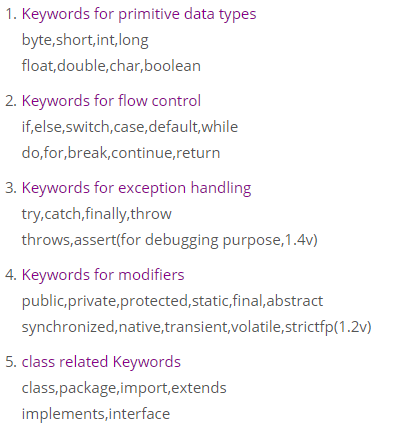 1. Keywords for primitive data types
byte,short,int,long
float,double,char,boolean
2. Keywords for flow control
if,else,switch,case,default,while
do,for,break,continue,return
3. Keywords for exception handling
try,catch,finally,throw
throws,assert(for debugging purpose,1.4v)
4. Keywords for modifiers
public,private,protected,static,final,abstract
synchronized,native,transient,volatile,strictfp(1.2v)
5. class related Keywords
class,package,import,extends
implements,interface